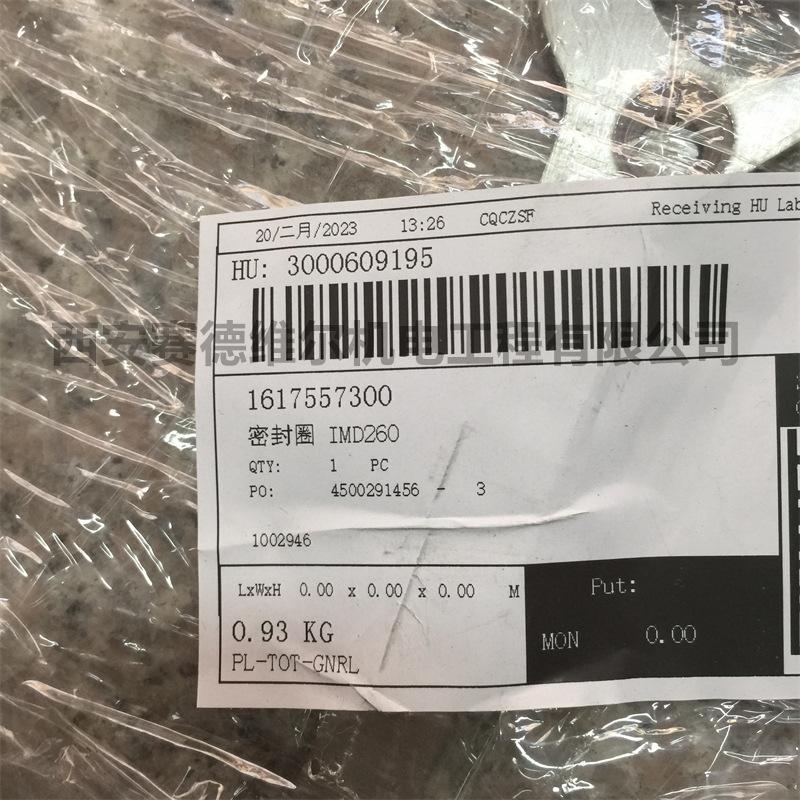 20/二月/2023 13:26 CQCZSF Receiving HU Lab
HU: 3000609195
西安赛德维尔机电工程有限公司
1617557300
密封圈 IMD260
QTY: 1 PC
PO: 4500291456 - 3
1002946
LxWxH 0.00 x 0.00 x 0.00 M
Put:
0.93 KG
MON 0.00
PL-TOT-GNRL